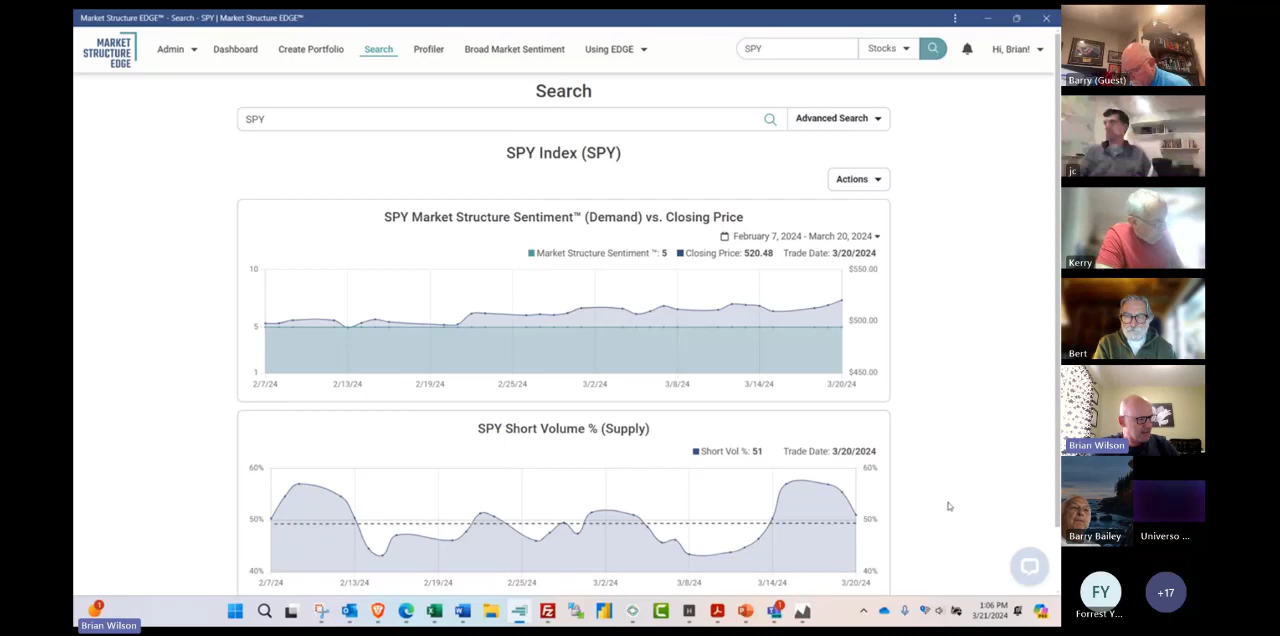 Market Structure EDGE™ - Search - SPY | Market Structure EDGE™
MARKET STRUCTURE EDGE
Admin Dashboard Create Portfolio Search Profiler Broad Market Sentiment Using EDGE SPY Stocks Hi, Brian!
Search
SPY Advanced Search
SPY Index (SPY)
Actions
SPY Market Structure Sentiment™ (Demand) vs. Closing Price
February 7, 2024 - March 20, 2024
Market Structure Sentiment ™: 5 Closing Price: 520.48 Trade Date: 3/20/2024
10 $550.00
5 $500.00
1 $450.00
2/7/24 2/13/24 2/19/24 2/25/24 3/2/24 3/8/24 3/14/24 3/20/24
SPY Short Volume % (Supply)
Short Vol %: 51 Trade Date: 3/20/2024
60% 60%
50% 50%
40% 40%
2/7/24 2/13/24 2/19/24 2/25/24 3/2/24 3/8/24 3/14/24 3/20/24
1:06 PM
3/21/2024
Brian Wilson
Barry (Guest)
jc
Kerry
Bert
Brian Wilson
Barry Bailey
Universo ...
FY
Forrest Y...
+17